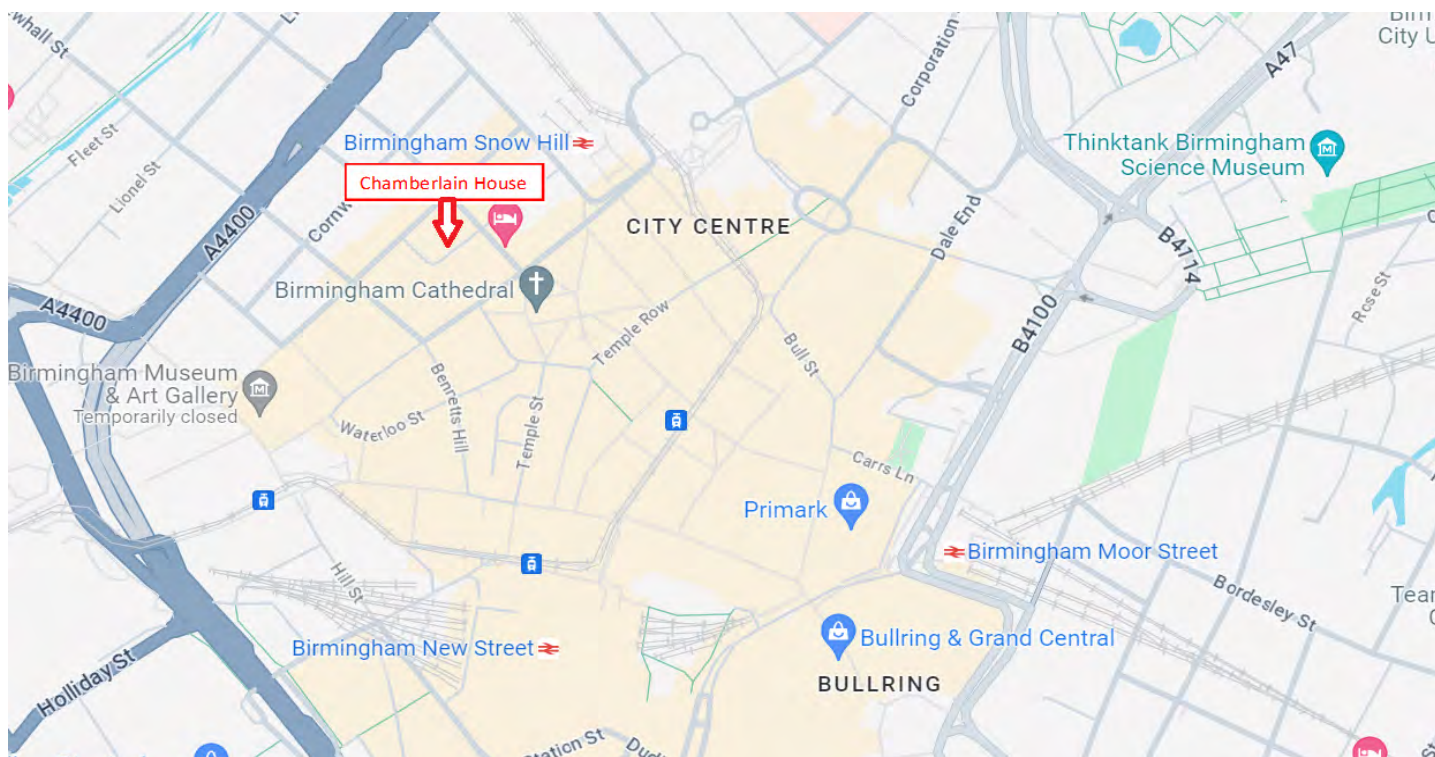 whall St
Fleet St
Lionel St
Cornw
A4400
A4400
Birmingham Snow Hill
Chamberlain House
CITY CENTRE
Birmingham Cathedral
Corporation
A47
City U
Thinktank Birmingham
Science Museum
Dale End
B4114
B4100
Rose St
Temple Row
Bull St
Birmingham Museum
& Art Gallery
Temporarily closed
Waterloo St
Bennetts Hill
Temple St
Carrs Ln
Primark
Birmingham Moor Street
Bordesley St
Tear
Hill St
Birmingham New Street
Bullring & Grand Central
BULLRING
Holliday St
Station St
Dud